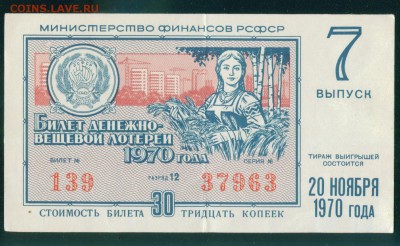 COINS.LAVE.RU
МИНИСТЕРСТВО ФИНАНСОВ РСФСР
7
ВЫПУСК
БИЛЕТ ДЕНЕЖНО-
ВЕЩЕВОЙ ЛОТЕРЕИ
1970 ГОДА
БИЛЕТ № РАЗРЯД 12 СЕРИЯ №
139 37963
СТОИМОСТЬ БИЛЕТА 30 ТРИДЦАТЬ КОПЕЕК
ТИРАЖ ВЫИГРЫШЕЙ
СОСТОИТСЯ
20 НОЯБРЯ
1970 ГОДА